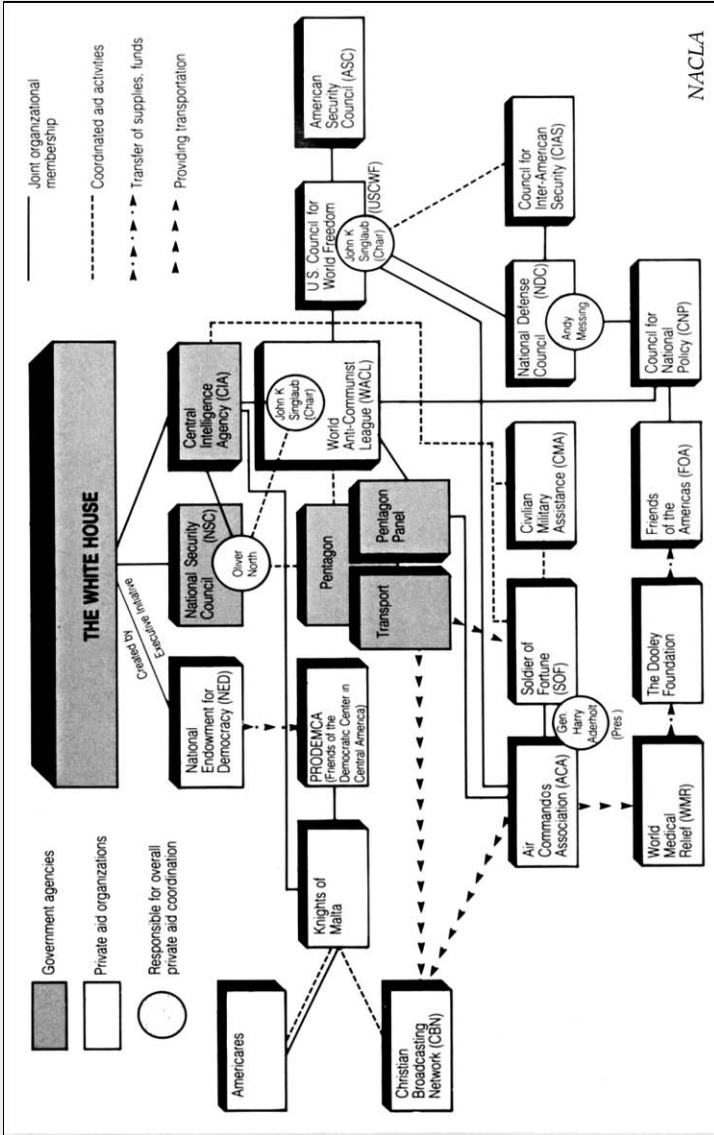 THE WHITE HOUSE
Government agencies
Private aid organizations
Responsible for overall
private aid coordination
Joint organizational
membership
Coordinated aid activities
Transfer of supplies, funds
Providing transportation
Created by
Executive Initiative
National
Endowment for
Democracy (NED)
National Security
Council (NSC)
Oliver
North
Central
Intelligence
Agency (CIA)
Americares
Knights of
Malta
PRODEMCA
(Friends of the
Democratic Center in
Central America)
Pentagon
John K
Singlaub
(Chair)
World
Anti-Communist
League (WACL)
U.S. Council for
World Freedom
(USCWF)
John K
Singlaub
(Chair)
American
Security
Council (ASC)
Christian
Broadcasting
Network (CBN)
Transport
Pentagon
Panel
Air
Commandos
Association (ACA)
Gen.
Harry
Aderholt
(Pres.)
Soldier of
Fortune
(SOF)
Civilian
Military
Assistance (CMA)
National Defense
Council (NDC)
Andy
Messing
Council for
Inter-American
Security (CIAS)
World
Medical
Relief (WMR)
The Dooley
Foundation
Friends
of the
Americas (FOA)
Council for
National
Policy (CNP)
NACLA